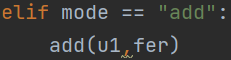 elif mode == "add":
    add(u1,fer)